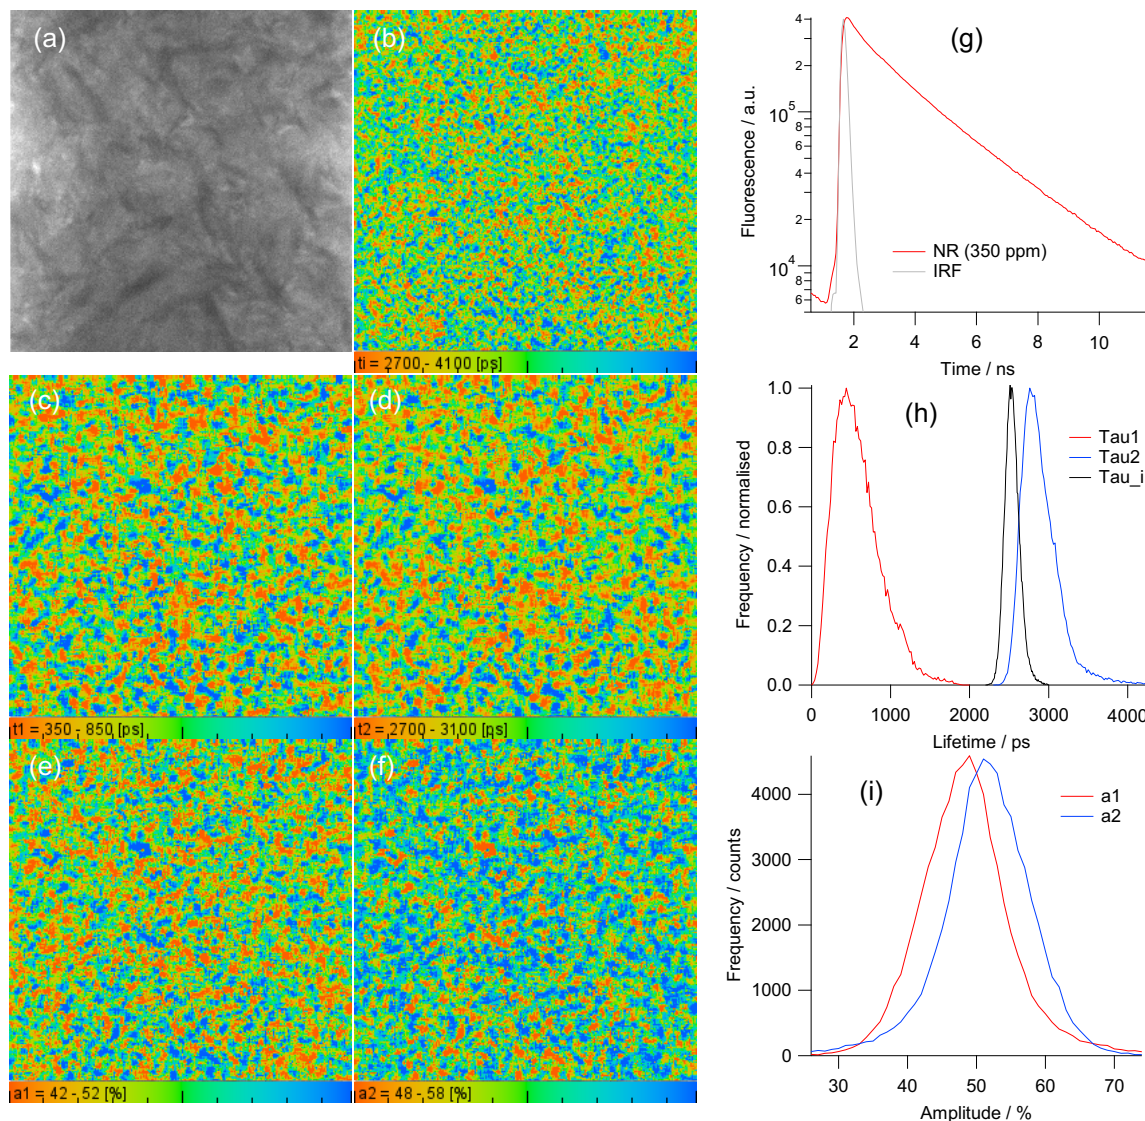 (a)
(b)
ti = 2700 - 4100 [ps]
(c)
t1 = 350 - 850 [ps]
(d)
t2 = 2700 - 3100 [ps]
(e)
a1 = 42 - 52 [%]
(f)
a2 = 48 - 58 [%]
(g)
Fluorescence / a.u.
4
2
10^5
8
6
4
2
10^4
8
6
NR (350 ppm)
IRF
2 4 6 8 10
Time / ns
(h)
Frequency / normalised
1.0
0.8
0.6
0.4
0.2
0.0
Tau1
Tau2
Tau_i
0 1000 2000 3000 4000
Lifetime / ps
(i)
Frequency / counts
4000
3000
2000
1000
0
a1
a2
30 40 50 60 70
Amplitude / %